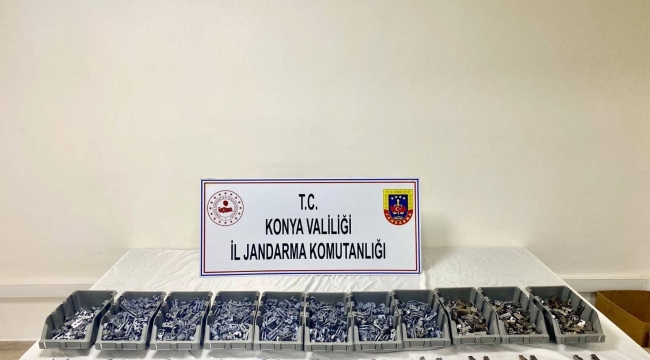 T.C.
KONYA VALİLİĞİ
İL JANDARMA KOMUTANLIĞI